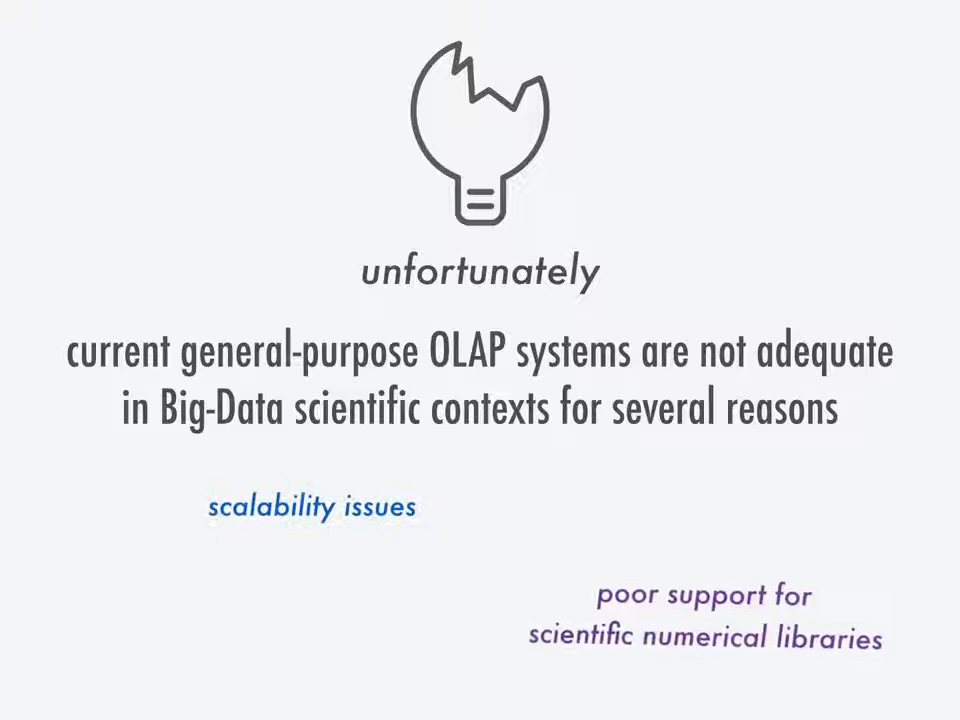 unfortunately
current general-purpose OLAP systems are not adequate
in Big-Data scientific contexts for several reasons
scalability issues
poor support for
scientific numerical libraries